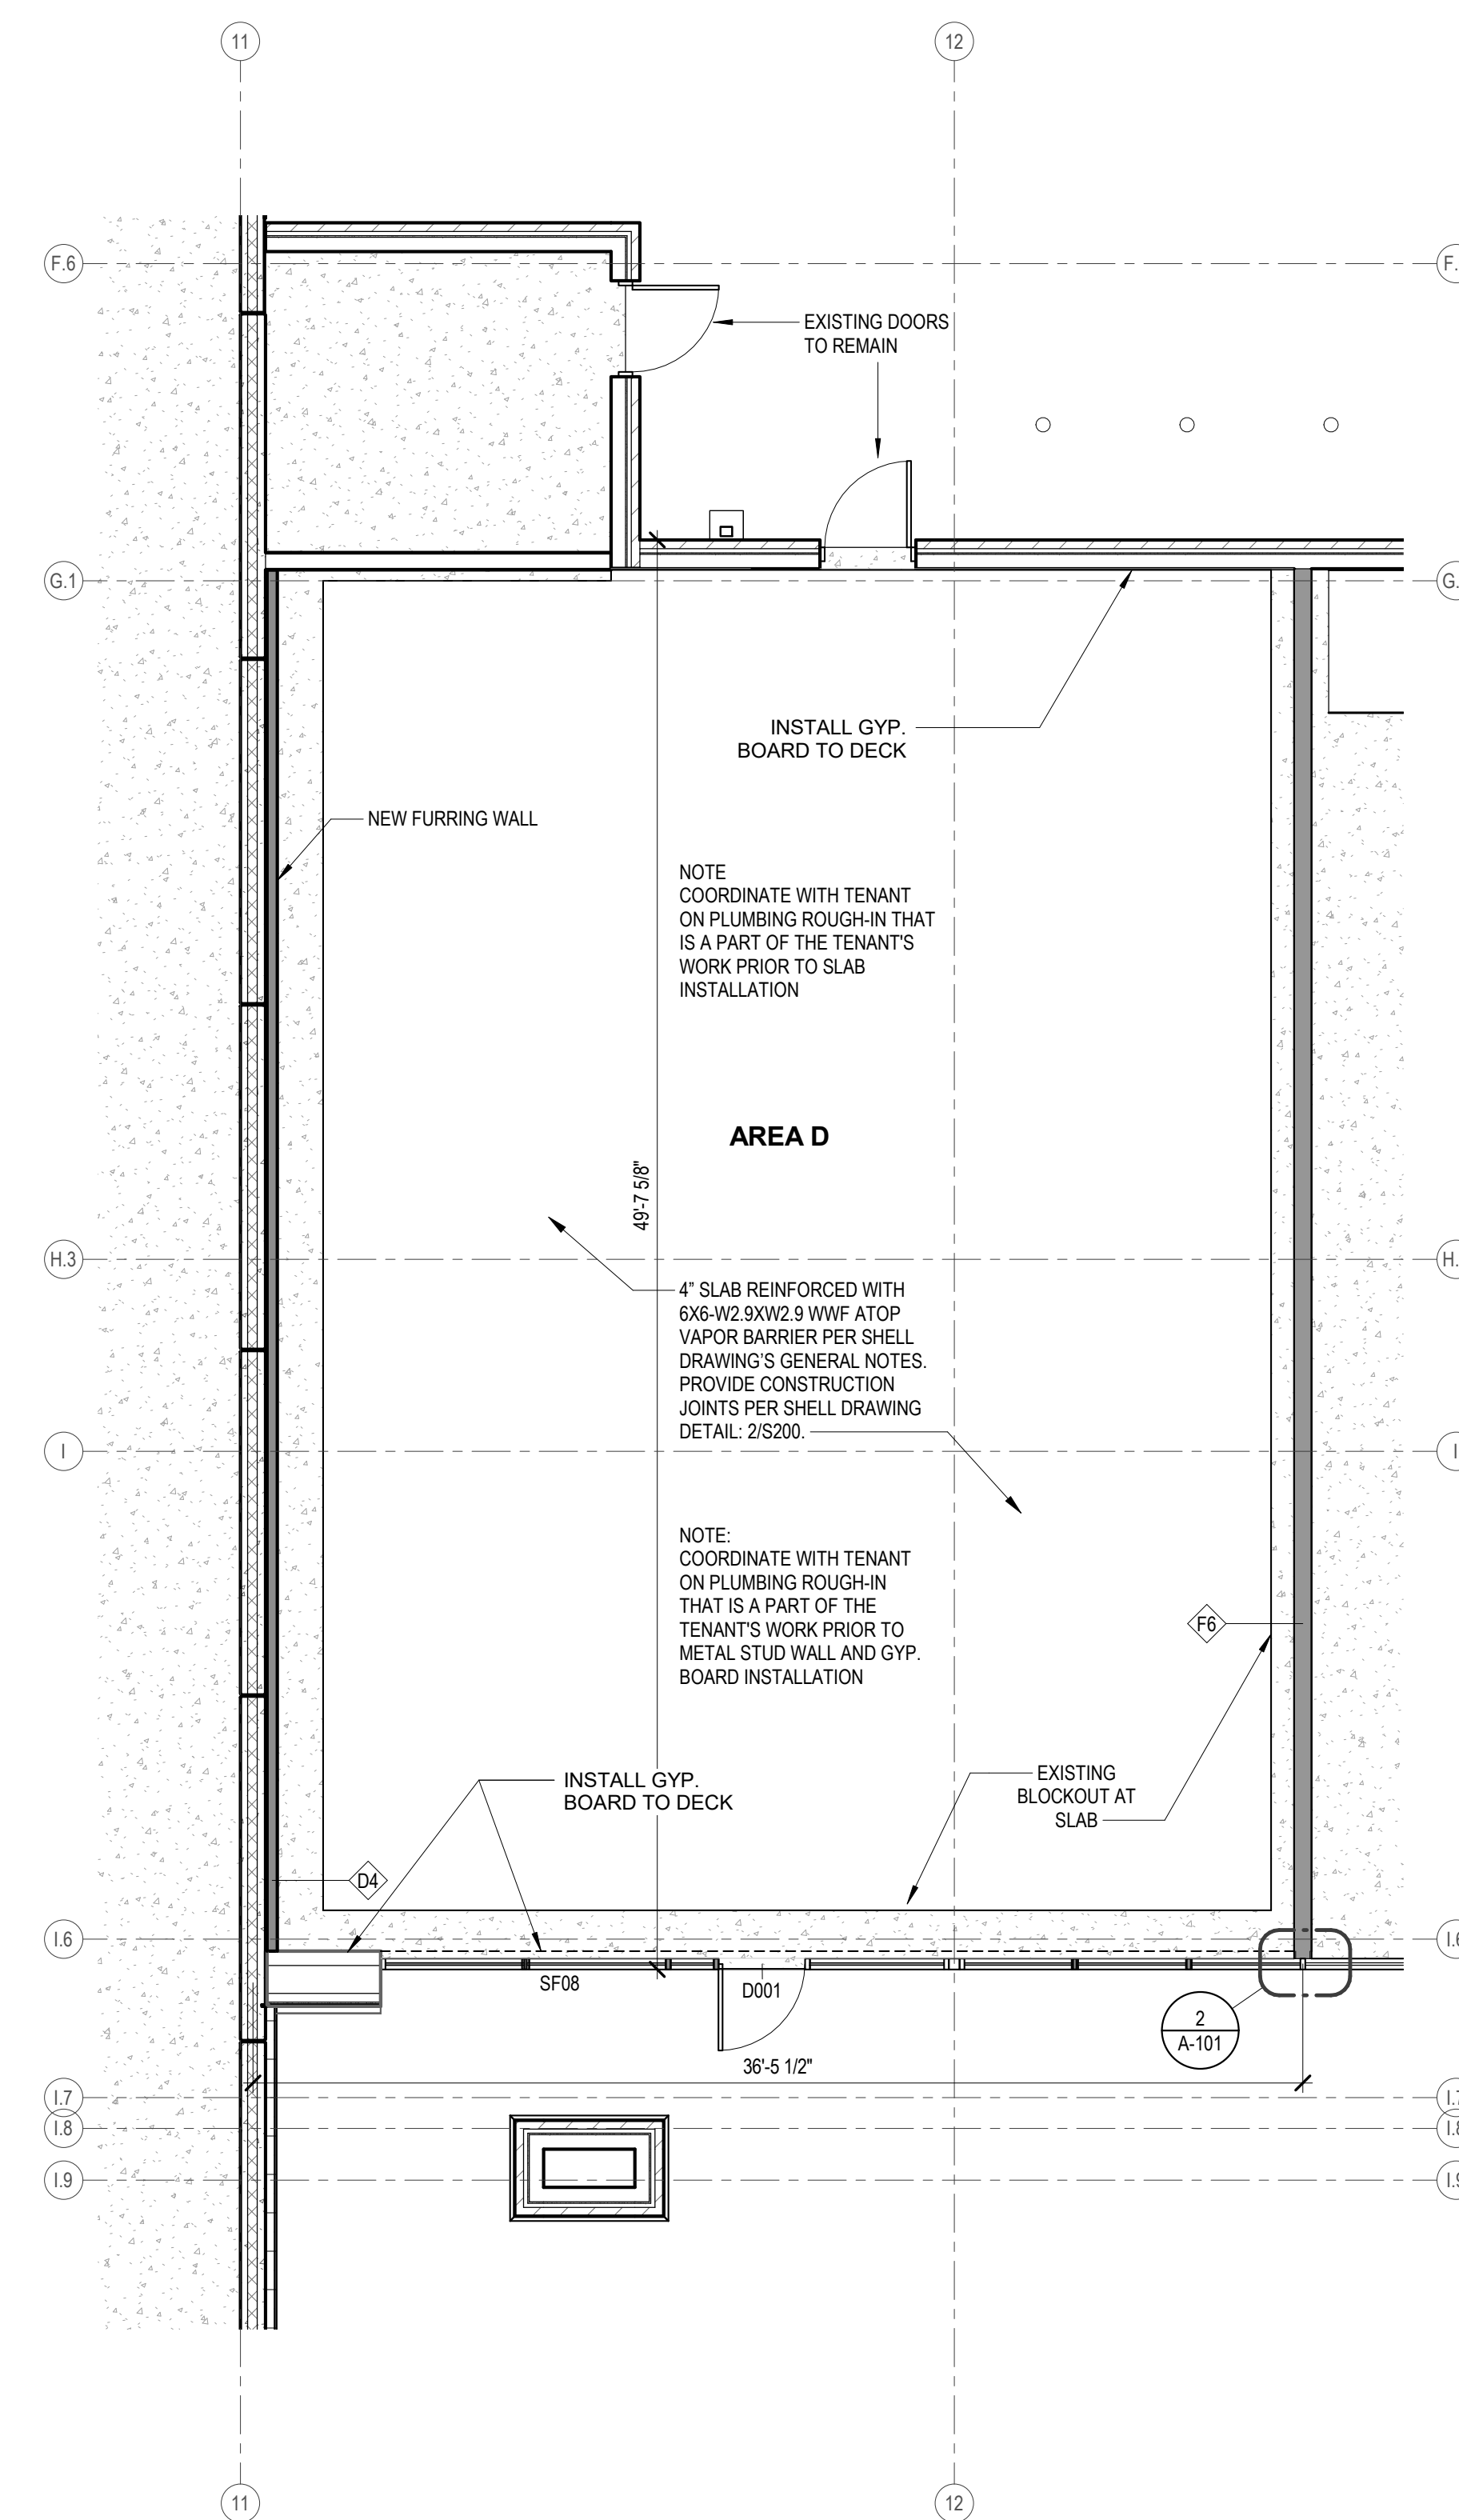 11
12
F.6
F.
EXISTING DOORS
TO REMAIN
G.1
G.
INSTALL GYP.
BOARD TO DECK
NEW FURRING WALL
NOTE
COORDINATE WITH TENANT
ON PLUMBING ROUGH-IN THAT
IS A PART OF THE TENANT'S
WORK PRIOR TO SLAB
INSTALLATION
AREA D
49'-7 5/8"
H.3
H.
4” SLAB REINFORCED WITH
6X6-W2.9XW2.9 WWF ATOP
VAPOR BARRIER PER SHELL
DRAWING’S GENERAL NOTES.
PROVIDE CONSTRUCTION
JOINTS PER SHELL DRAWING
DETAIL: 2/S200.
I
I
NOTE:
COORDINATE WITH TENANT
ON PLUMBING ROUGH-IN
THAT IS A PART OF THE
TENANT'S WORK PRIOR TO
METAL STUD WALL AND GYP.
BOARD INSTALLATION
F6
INSTALL GYP.
BOARD TO DECK
EXISTING
BLOCKOUT AT
SLAB
D4
I.6
I.6
SF08
D001
2
A-101
36'-5 1/2"
I.7
I.7
I.8
I.8
I.9
I.9
11
12